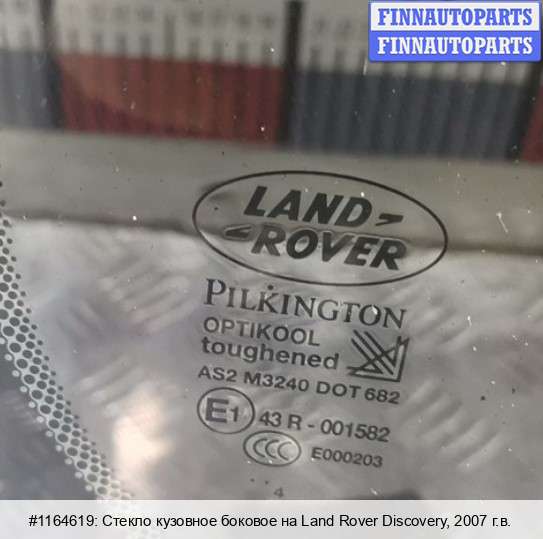 FINNAUTOPARTS
FINNAUTOPARTS
LAND
ROVER
PILKINGTON
OPTIKOOL
toughened
AS2 M3240 DOT 682
E1 43 R - 001582
CCC E000203
4
#1164619: Стекло кузовное боковое на Land Rover Discovery, 2007 г.в.